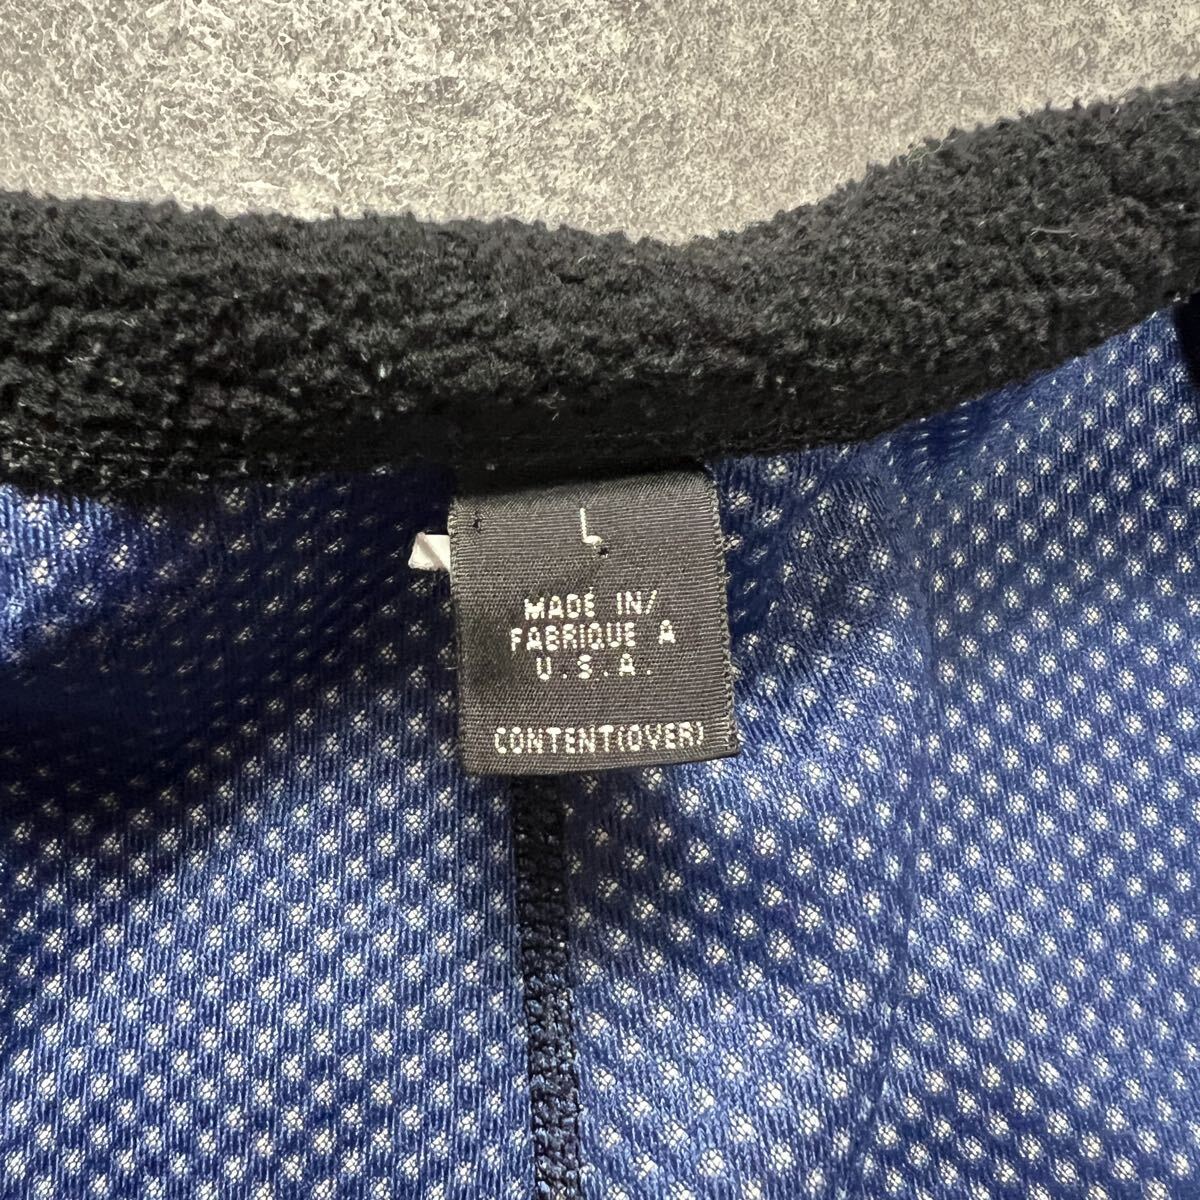 L
MADE IN/
FABRIQUE A
U.S.A.
CONTENT(OVER)